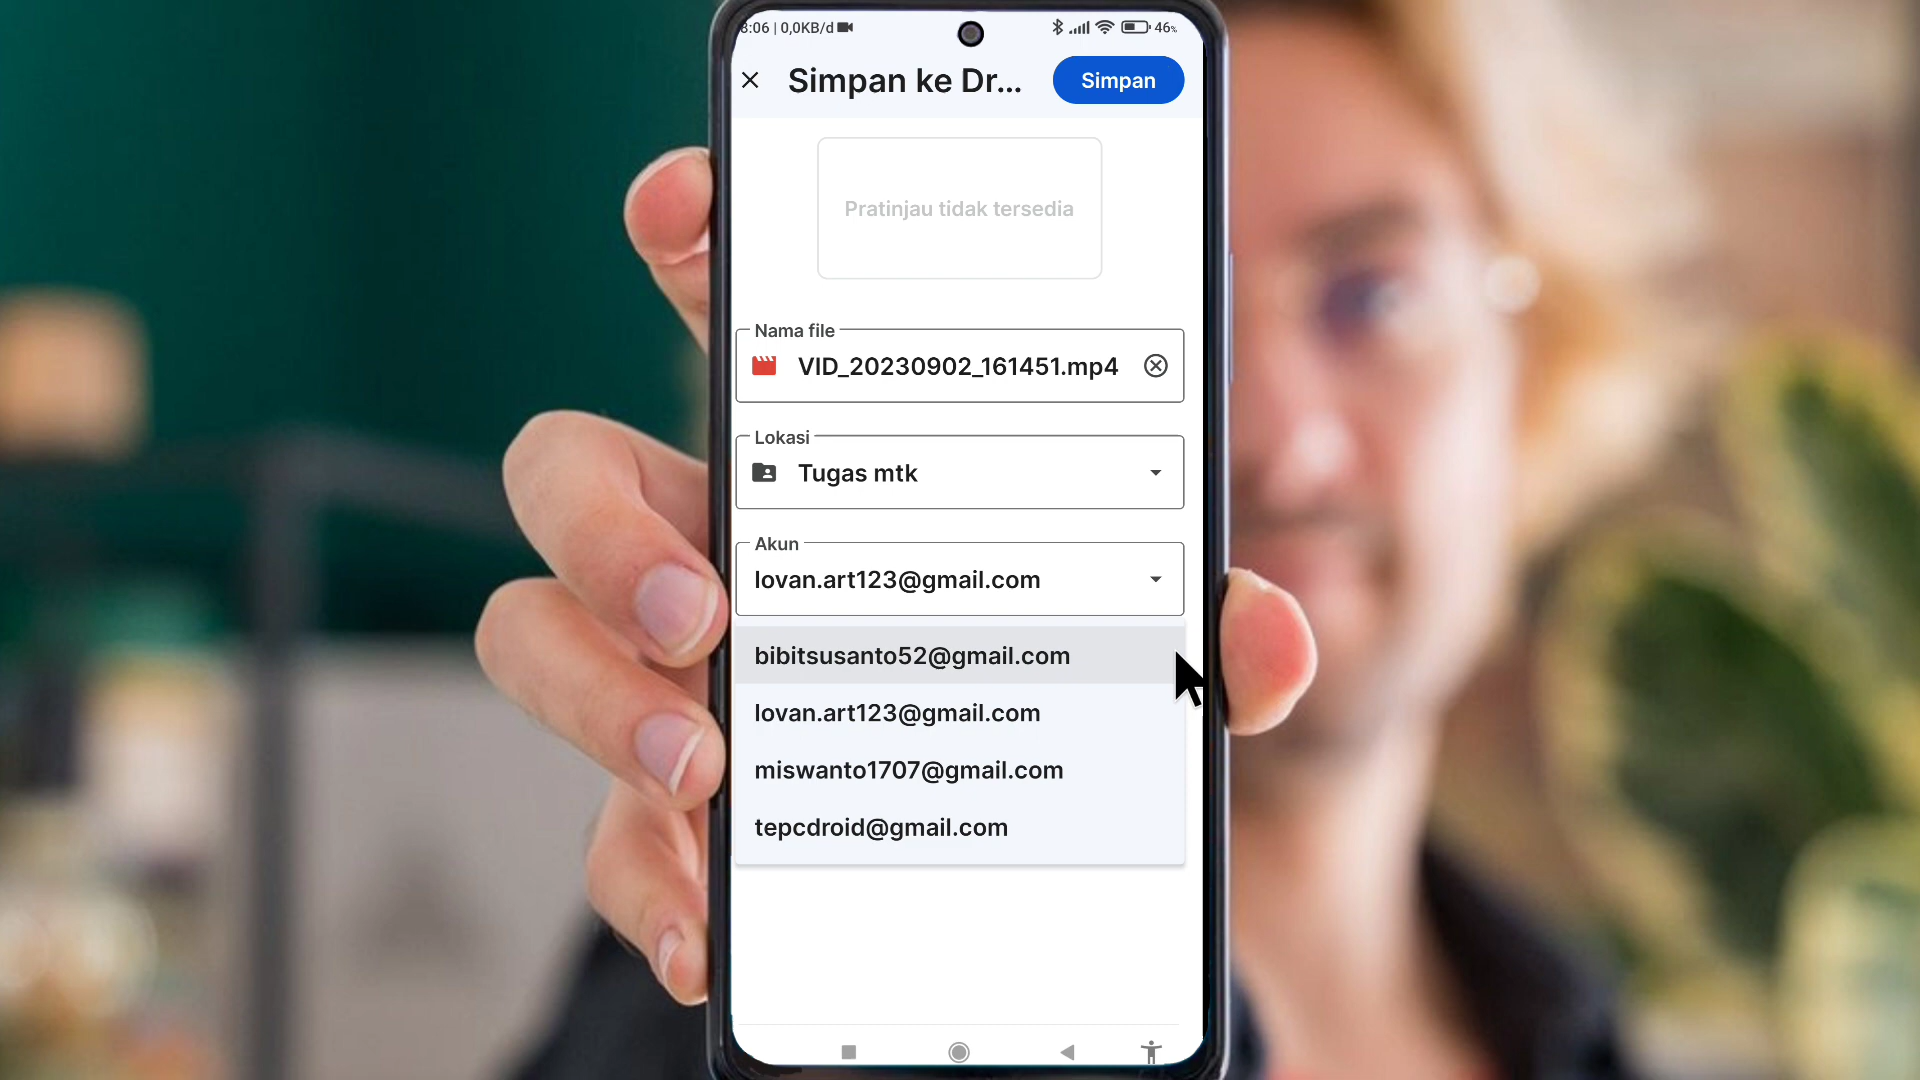 8:06 | 0,0KB/d
46%
Simpan ke Dr...
Simpan
Pratinjau tidak tersedia
Nama file
VID_20230902_161451.mp4
Lokasi
Tugas mtk
Akun
lovan.art123@gmail.com
bibitsusanto52@gmail.com
lovan.art123@gmail.com
miswanto1707@gmail.com
tepcdroid@gmail.com